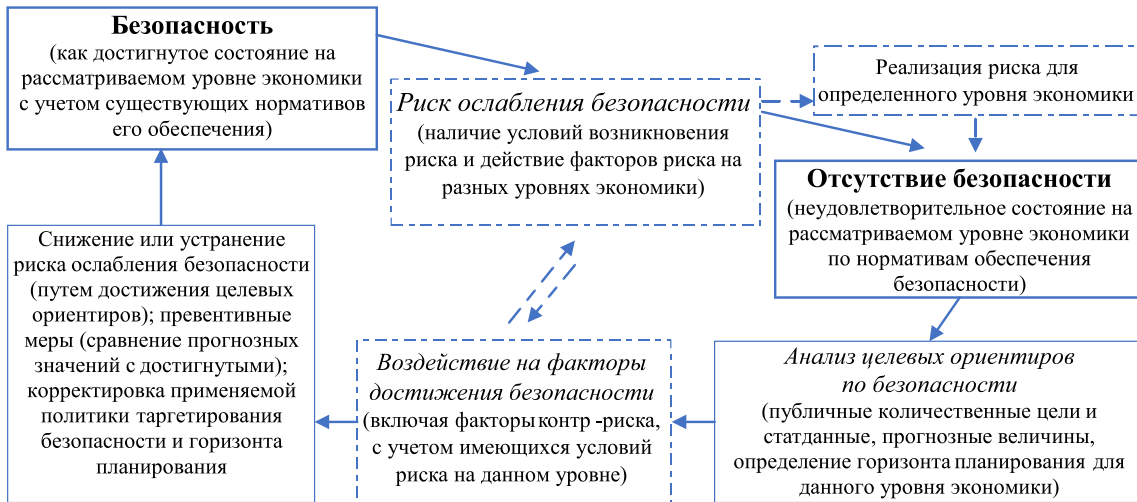 Безопасность
(как достигнутое состояние на
рассматриваемом уровне экономики
с учетом существующих нормативов
его обеспечения)
Риск ослабления безопасности
(наличие условий возникновения
риска и действие факторов риска на
разных уровнях экономики)
Реализация риска для
определенного уровня экономики
Отсутствие безопасности
(неудовлетворительное состояние на
рассматриваемом уровне экономики
по нормативам обеспечения
безопасности)
Анализ целевых ориентиров
по безопасности
(публичные количественные цели и
статданные, прогнозные величины,
определение горизонта планирования для
данного уровня экономики)
Воздействие на факторы
достижения безопасности
(включая факторы контр -риска,
с учетом имеющихся условий
риска на данном уровне)
Снижение или устранение
риска ослабления безопасности
(путем достижения целевых
ориентиров); превентивные
меры (сравнение прогнозных
значений с достигнутыми);
корректировка применяемой
политики таргетирования
безопасности и горизонта
планирования